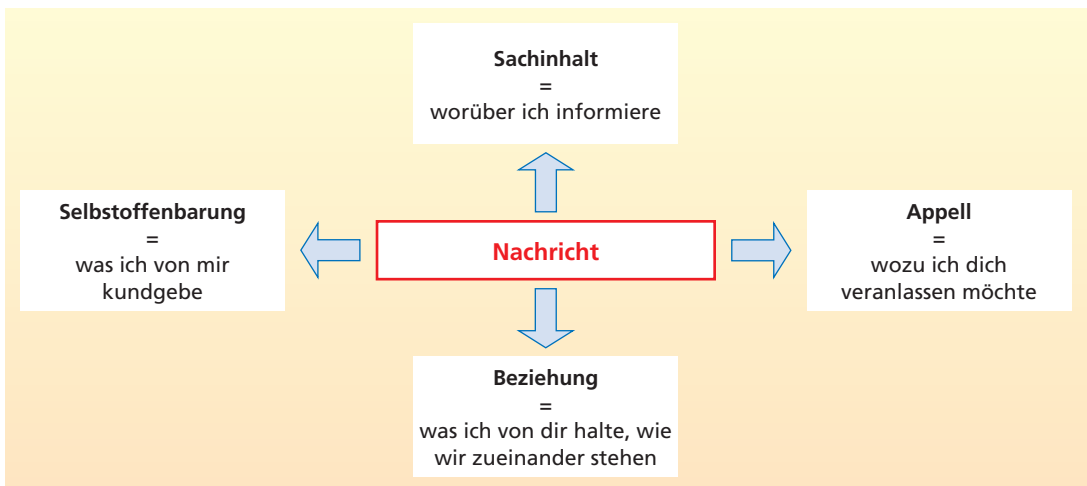 Sachinhalt
=
worüber ich informiere
Selbstoffenbarung
=
was ich von mir
kundgebe
Nachricht
Appell
=
wozu ich dich
veranlassen möchte
Beziehung
=
was ich von dir halte, wie
wir zueinander stehen